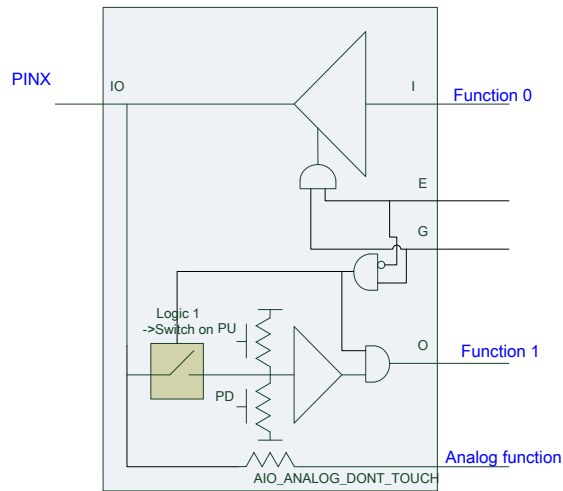 PINX
IO
I
Function 0
E
G
Logic 1
->Switch on
PU
PD
O
Function 1
Analog function
AIO_ANALOG_DONT_TOUCH